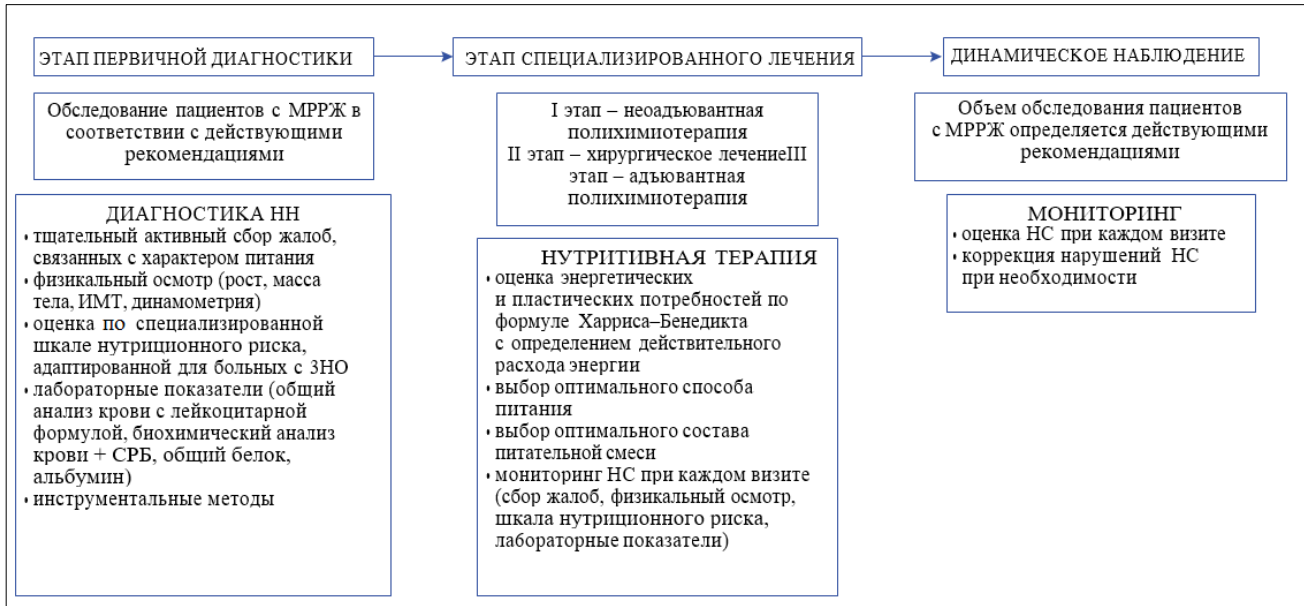 ЭТАП ПЕРВИЧНОЙ ДИАГНОСТИКИ
Обследование пациентов с МРРЖ в
соответствии с действующими
рекомендациями
ДИАГНОСТИКА НН
• тщательный активный сбор жалоб,
связанных с характером питания
• физикальный осмотр (рост, масса
тела, ИМТ, динамометрия)
• оценка по специализированной
шкале нутриционного риска,
адаптированной для больных с ЗНО
• лабораторные показатели (общий
анализ крови с лейкоцитарной
формулой, биохимический анализ
крови + СРБ, общий белок,
альбумин)
• инструментальные методы
ЭТАП СПЕЦИАЛИЗИРОВАННОГО ЛЕЧЕНИЯ
I этап – неоадъювантная
полихимиотерапия
II этап – хирургическое лечениеIII
этап – адъювантная
полихимиотерапия
НУТРИТИВНАЯ ТЕРАПИЯ
• оценка энергетических
и пластических потребностей по
формуле Харриса–Бенедикта
с определением действительного
расхода энергии
• выбор оптимального способа
питания
• выбор оптимального состава
питательной смеси
• мониторинг НС при каждом визите
(сбор жалоб, физикальный осмотр,
шкала нутриционного риска,
лабораторные показатели)
ДИНАМИЧЕСКОЕ НАБЛЮДЕНИЕ
Объем обследования пациентов
с МРРЖ определяется действующими
рекомендациями
МОНИТОРИНГ
• оценка НС при каждом визите
• коррекция нарушений НС
при необходимости